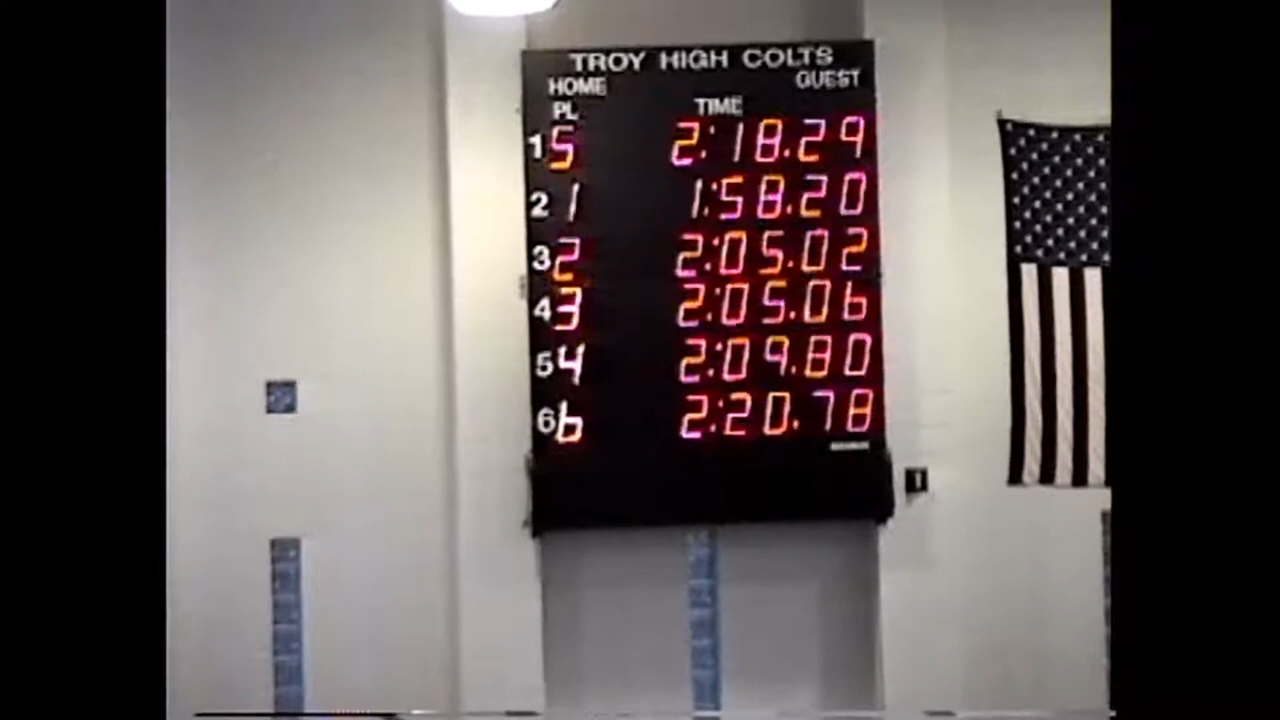 TROY HIGH COLTS
HOME GUEST
PL TIME
1 5 2:18.29
2 1 1:58.20
3 2 2:05.02
4 3 2:05.06
5 4 2:09.80
6 6 2:20.78